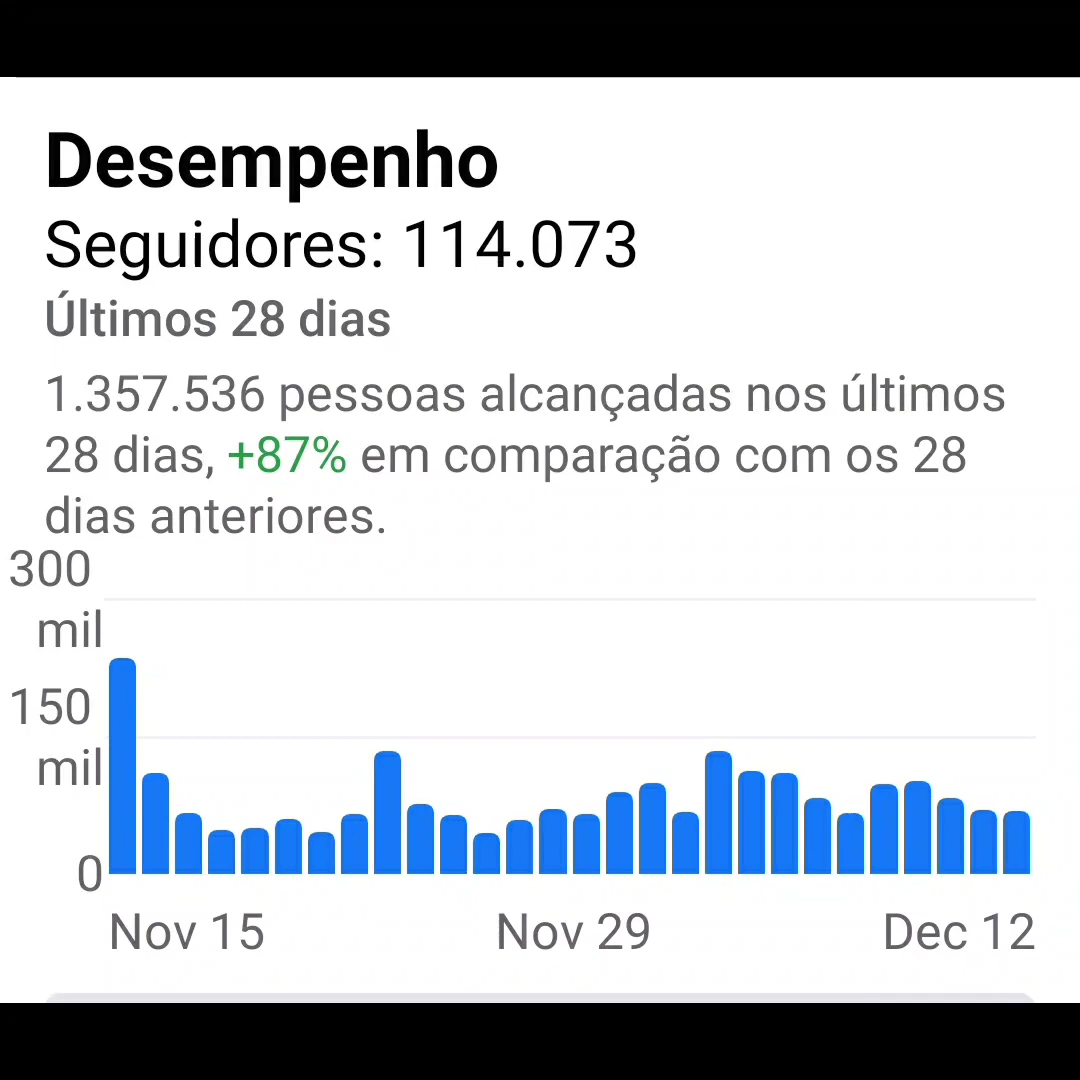 Desempenho
Seguidores: 114.073
Últimos 28 dias
1.357.536 pessoas alcançadas nos últimos
28 dias, +87% em comparação com os 28
dias anteriores.
300
mil
150
mil
0
Nov 15 Nov 29 Dec 12